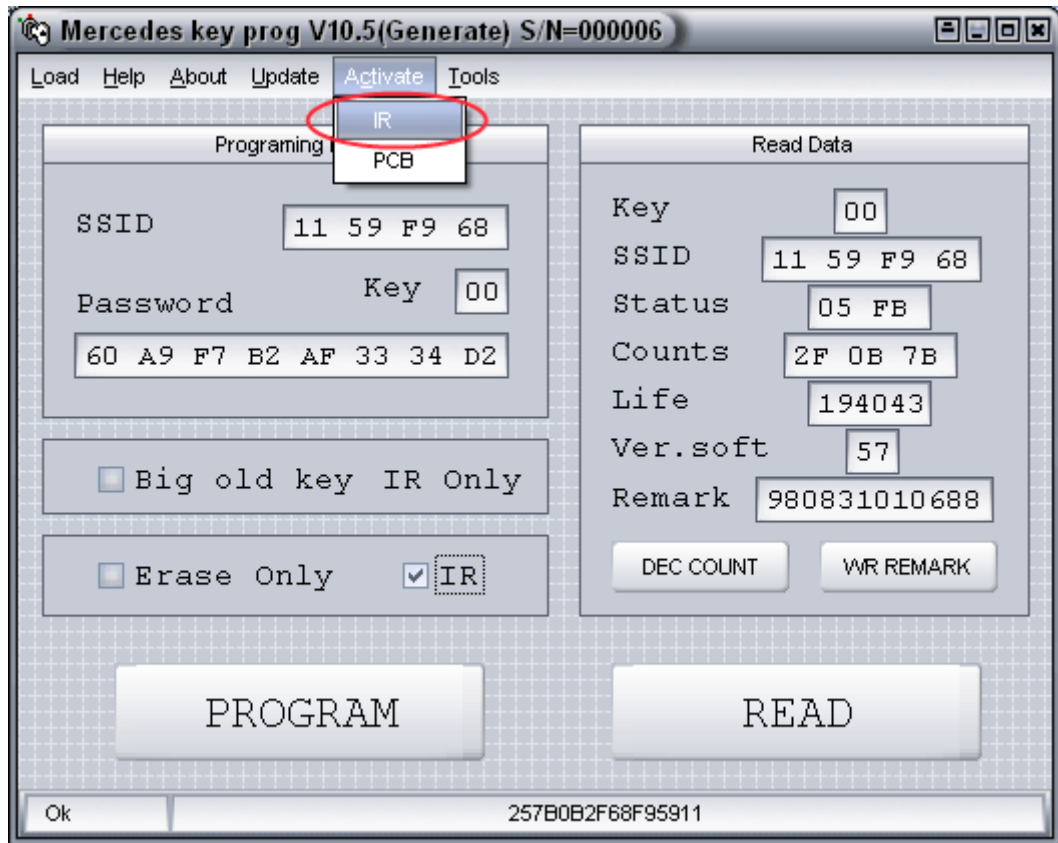 Mercedes key prog V10.5(Generate) S/N=000006
Load Help About Update Activate Tools
IR
PCB
Programing
SSID 11 59 F9 68
Key 00
Password
60 A9 F7 B2 AF 33 34 D2
Big old key IR Only
Erase Only IR
PROGRAM
Read Data
Key 00
SSID 11 59 F9 68
Status 05 FB
Counts 2F 0B 7B
Life 194043
Ver.soft 57
Remark 980831010688
DEC COUNT WR REMARK
READ
Ok 257B0B2F68F95911